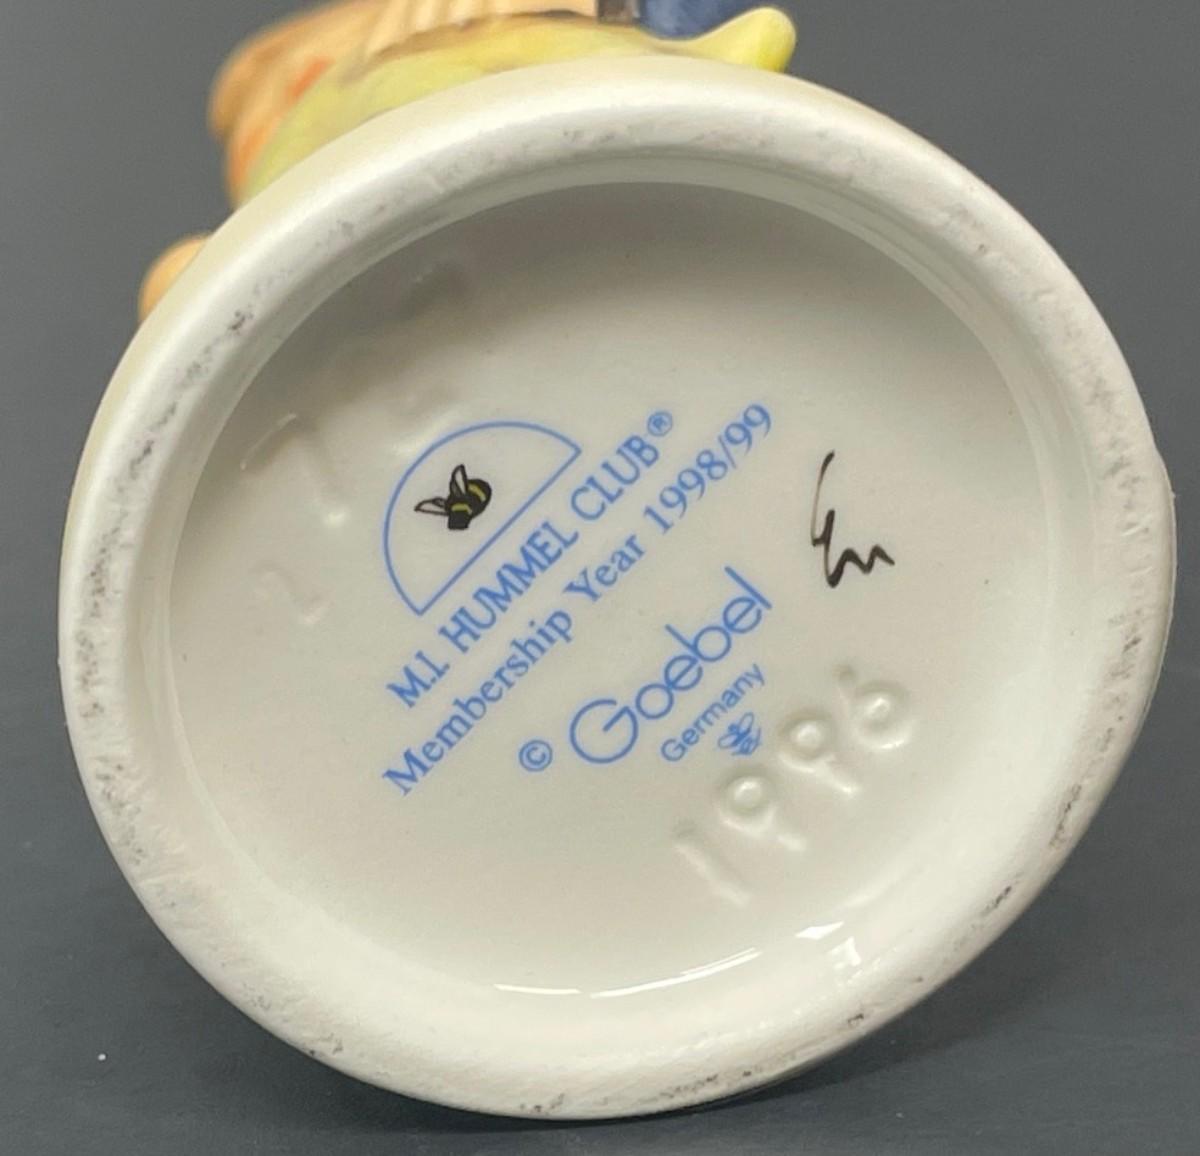 M.I. HUMMEL CLUB®
Membership Year 1998/99
© Goebel
Germany
1996